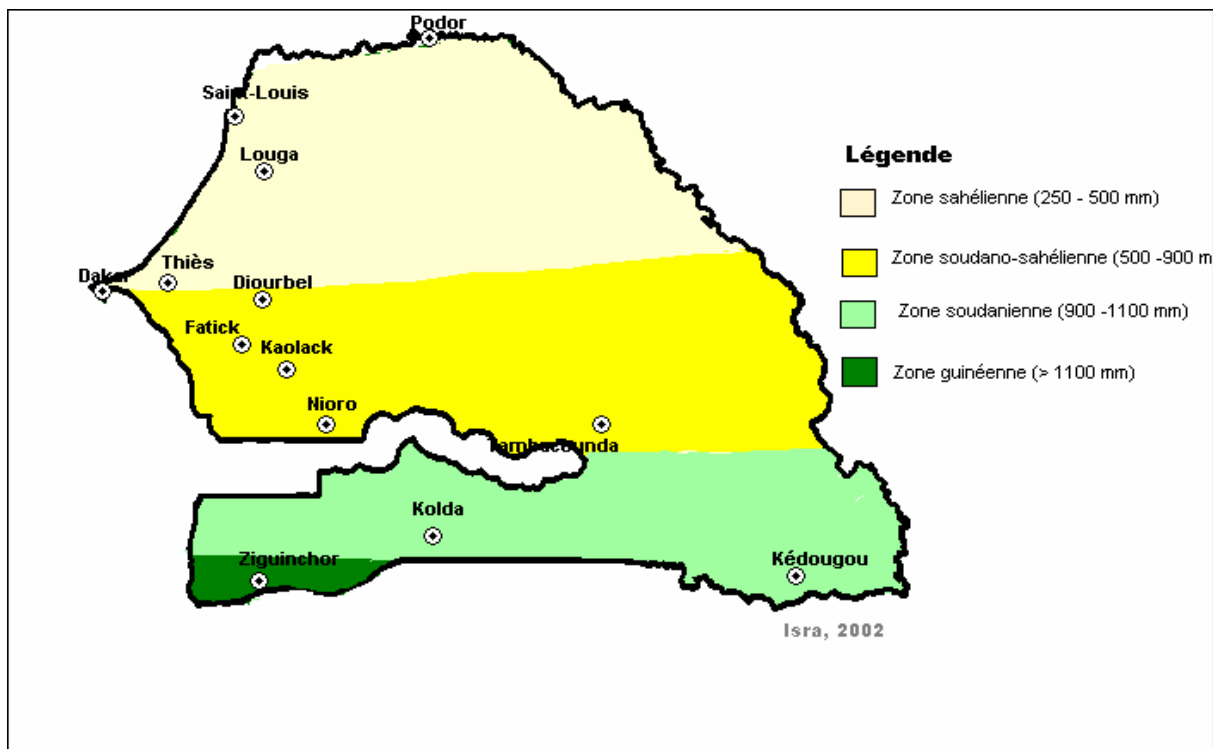 Podor
Saint-Louis
Louga
Légende
Zone sahélienne (250 - 500 mm)
Zone soudano-sahélienne (500 -900 m
Zone soudanienne (900 -1100 mm)
Zone guinéenne (> 1100 mm)
Thiès
Dakar
Diourbel
Fatick
Kaolack
Nioro
Tambacounda
Kolda
Ziguinchor
Kédougou
Isra, 2002